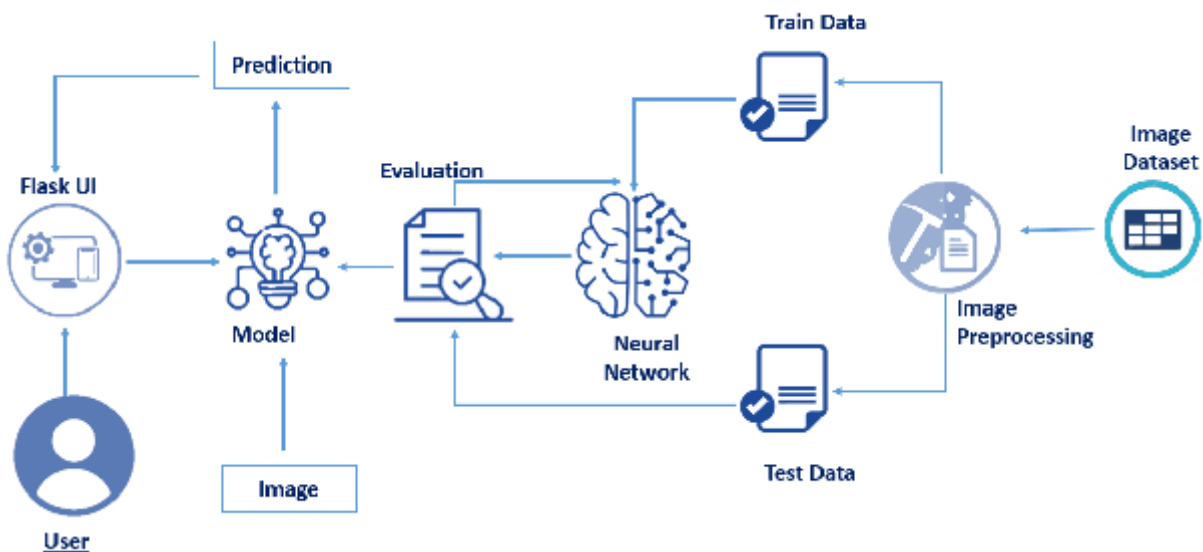 Train Data
Prediction
Image
Dataset
Evaluation
Flask UI
Image
Preprocessing
Model
Neural
Network
Test Data
Image
User